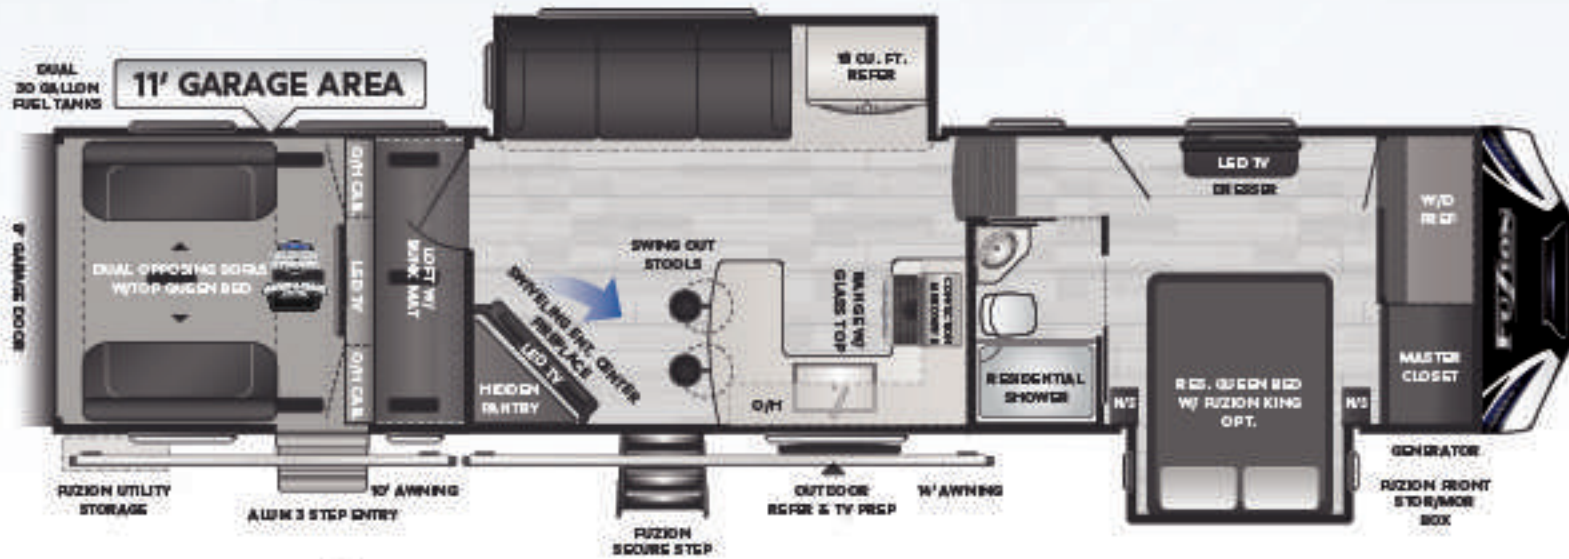 DUAL
30 GALLON
FUEL TANKS
11' GARAGE AREA
18 CU. FT.
REFER
8' GARAGE DOOR
DUAL OPPOSING SOFAS
W/TOP QUEEN BED
O/H CAB.
LED TV
O/H CAB.
LOFT W/
BUNK MAT
SWIVELING ENT. CENTER
FIREPLACE
LED TV
HIDDEN
PANTRY
SWING OUT
STOOLS
RANGE W/
GLASS TOP
CONVECTION
MICROWAVE
O/H
RESIDENTIAL
SHOWER
LED TV
DRESSER
W/D
PREP
MASTER
CLOSET
N/S
RES. QUEEN BED
W/ FUZION KING
OPT.
N/S
FUZION
FUZION UTILITY
STORAGE
ALUM 3 STEP ENTRY
10' AWNING
FUZION
SECURE STEP
OUTDOOR
REFER & TV PREP
14' AWNING
GENERATOR
FUZION FRONT
STOR/MOR
BOX